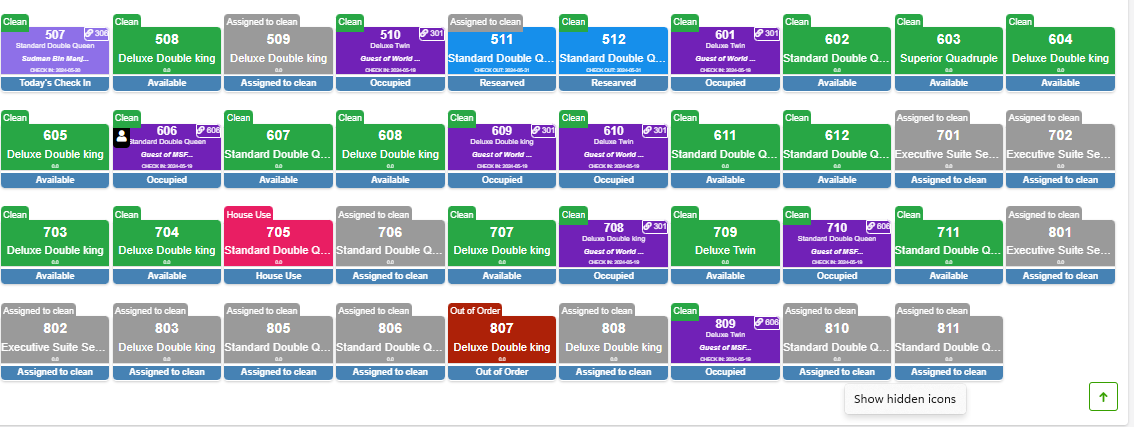 Clean
507 306
Standard Double Queen
Sudman Bin Manj...
CHECK IN: 2024-05-20
Today's Check In
Clean
508
Deluxe Double king
0.0
Available
Assigned to clean
509
Deluxe Double king
0.0
Assigned to clean
Clean
510 301
Deluxe Twin
Guest of World ...
CHECK IN: 2024-05-19
Occupied
Assigned to clean
511
Standard Double Q...
CHECK OUT: 2024-05-31
Researved
Clean
512
Standard Double Q...
CHECK OUT: 2024-05-31
Researved
Clean
601 301
Deluxe Twin
Guest of World ...
CHECK IN: 2024-05-19
Occupied
Clean
602
Standard Double Q...
0.0
Available
Clean
603
Superior Quadruple
0.0
Available
Clean
604
Deluxe Double king
0.0
Available
Clean
605
Deluxe Double king
0.0
Available
Clean
606 606
Standard Double Queen
Guest of MSF...
CHECK IN: 2024-05-19
Occupied
Clean
607
Standard Double Q...
0.0
Available
Clean
608
Deluxe Double king
0.0
Available
Clean
609 301
Deluxe Double king
Guest of World ...
CHECK IN: 2024-05-19
Occupied
Clean
610 301
Deluxe Twin
Guest of World ...
CHECK IN: 2024-05-19
Occupied
Clean
611
Standard Double Q...
0.0
Available
Clean
612
Standard Double Q...
0.0
Available
Assigned to clean
701
Executive Suite Se...
0.0
Assigned to clean
Assigned to clean
702
Executive Suite Se...
0.0
Assigned to clean
Clean
703
Deluxe Double king
0.0
Available
Clean
704
Deluxe Double king
0.0
Available
House Use
705
Standard Double Q...
0.0
House Use
Assigned to clean
706
Standard Double Q...
0.0
Assigned to clean
Clean
707
Deluxe Double king
0.0
Available
Clean
708 301
Deluxe Double king
Guest of World ...
CHECK IN: 2024-05-19
Occupied
Clean
709
Deluxe Twin
0.0
Available
Clean
710 606
Standard Double Queen
Guest of MSF...
CHECK IN: 2024-05-19
Occupied
Clean
711
Standard Double Q...
0.0
Available
Assigned to clean
801
Executive Suite Se...
0.0
Assigned to clean
Assigned to clean
802
Executive Suite Se...
0.0
Assigned to clean
Assigned to clean
803
Deluxe Double king
0.0
Assigned to clean
Assigned to clean
805
Standard Double Q...
0.0
Assigned to clean
Assigned to clean
806
Standard Double Q...
0.0
Assigned to clean
Out of Order
807
Deluxe Double king
0.0
Out of Order
Assigned to clean
808
Deluxe Double king
0.0
Assigned to clean
Clean
809 606
Deluxe Twin
Guest of MSF...
CHECK IN: 2024-05-19
Occupied
Assigned to clean
810
Standard Double Q...
0.0
Assigned to clean
Assigned to clean
811
Standard Double Q...
0.0
Assigned to clean
Show hidden icons